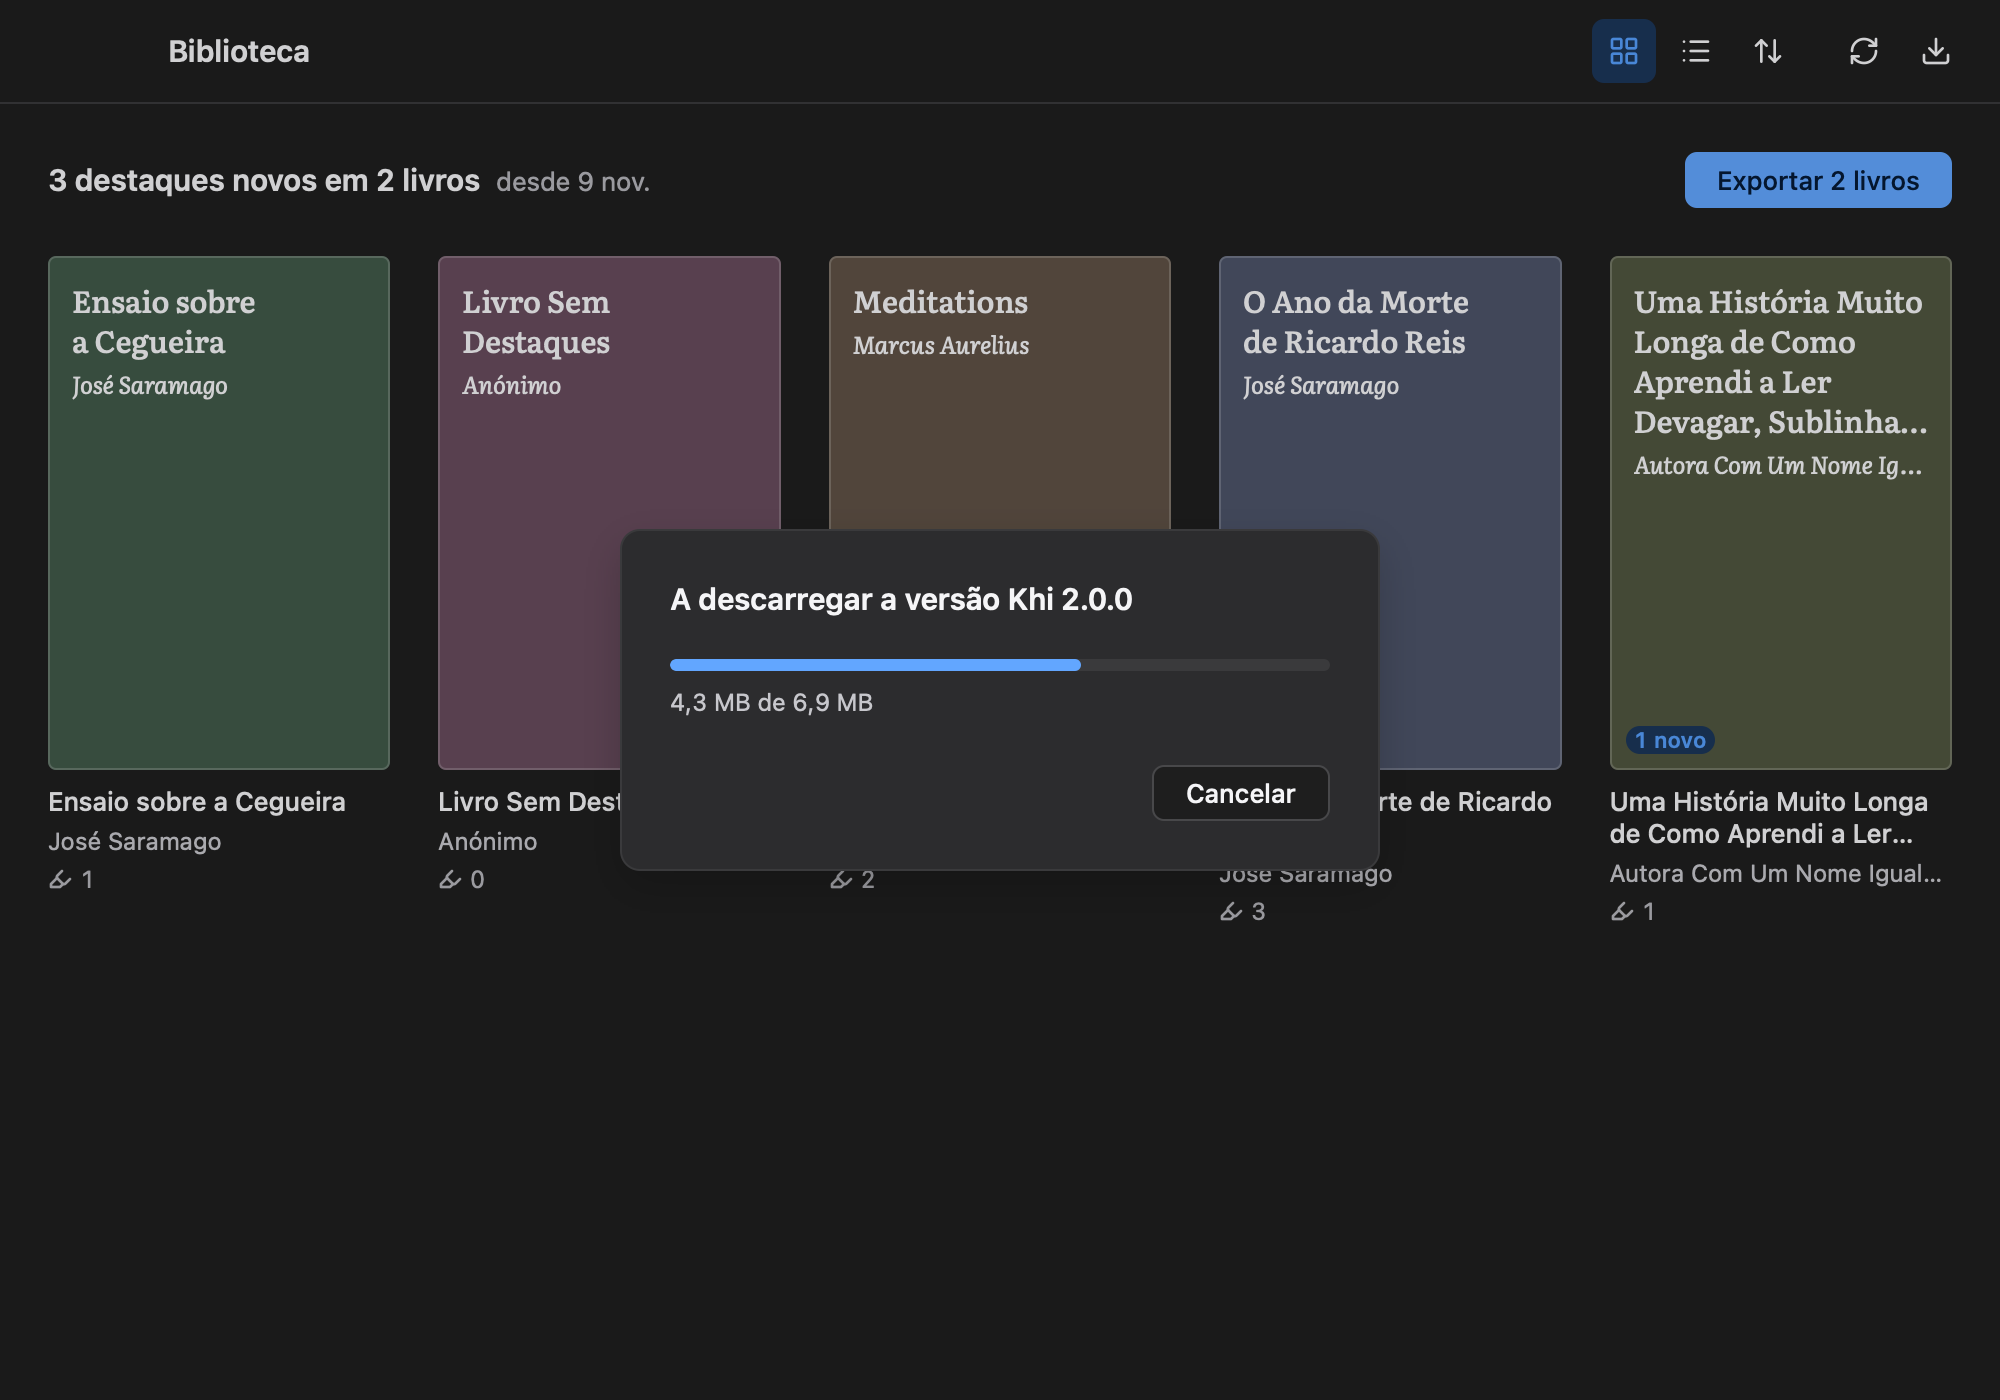 Biblioteca
3 destaques novos em 2 livros desde 9 nov.
Exportar 2 livros
Ensaio sobre
a Cegueira
José Saramago
Livro Sem
Destaques
Anónimo
Meditations
Marcus Aurelius
O Ano da Morte
de Ricardo Reis
José Saramago
Uma História Muito
Longa de Como
Aprendi a Ler
Devagar, Sublinha...
Autora Com Um Nome Ig...
1 novo
A descarregar a versão Khi 2.0.0
4,3 MB de 6,9 MB
Cancelar
Ensaio sobre a Cegueira
José Saramago
1
Livro Sem
Anónimo
0
2
de Ricardo
José Saramago
3
Uma História Muito Longa
de Como Aprendi a Ler...
Autora Com Um Nome Igual...
1